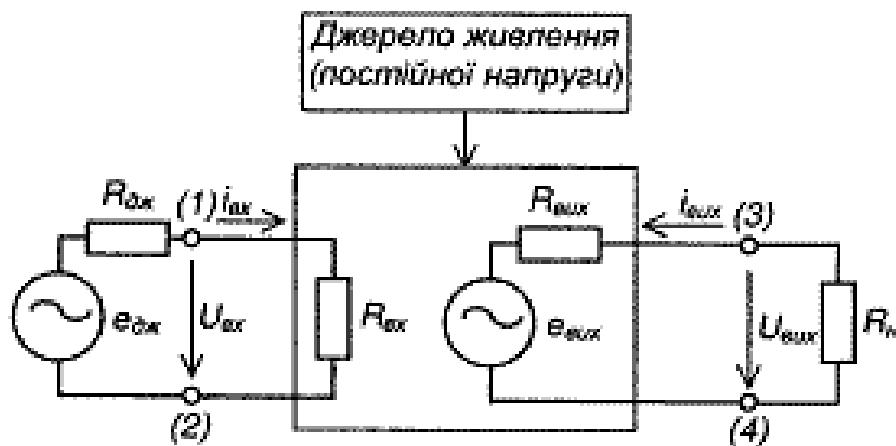 Джерело живлення
(постійної напруги)
Rдж
(1)
iвх
Rвих
iвих
(3)
eдж
Uвх
Rвх
eвих
Uвих
Rн
(2)
(4)